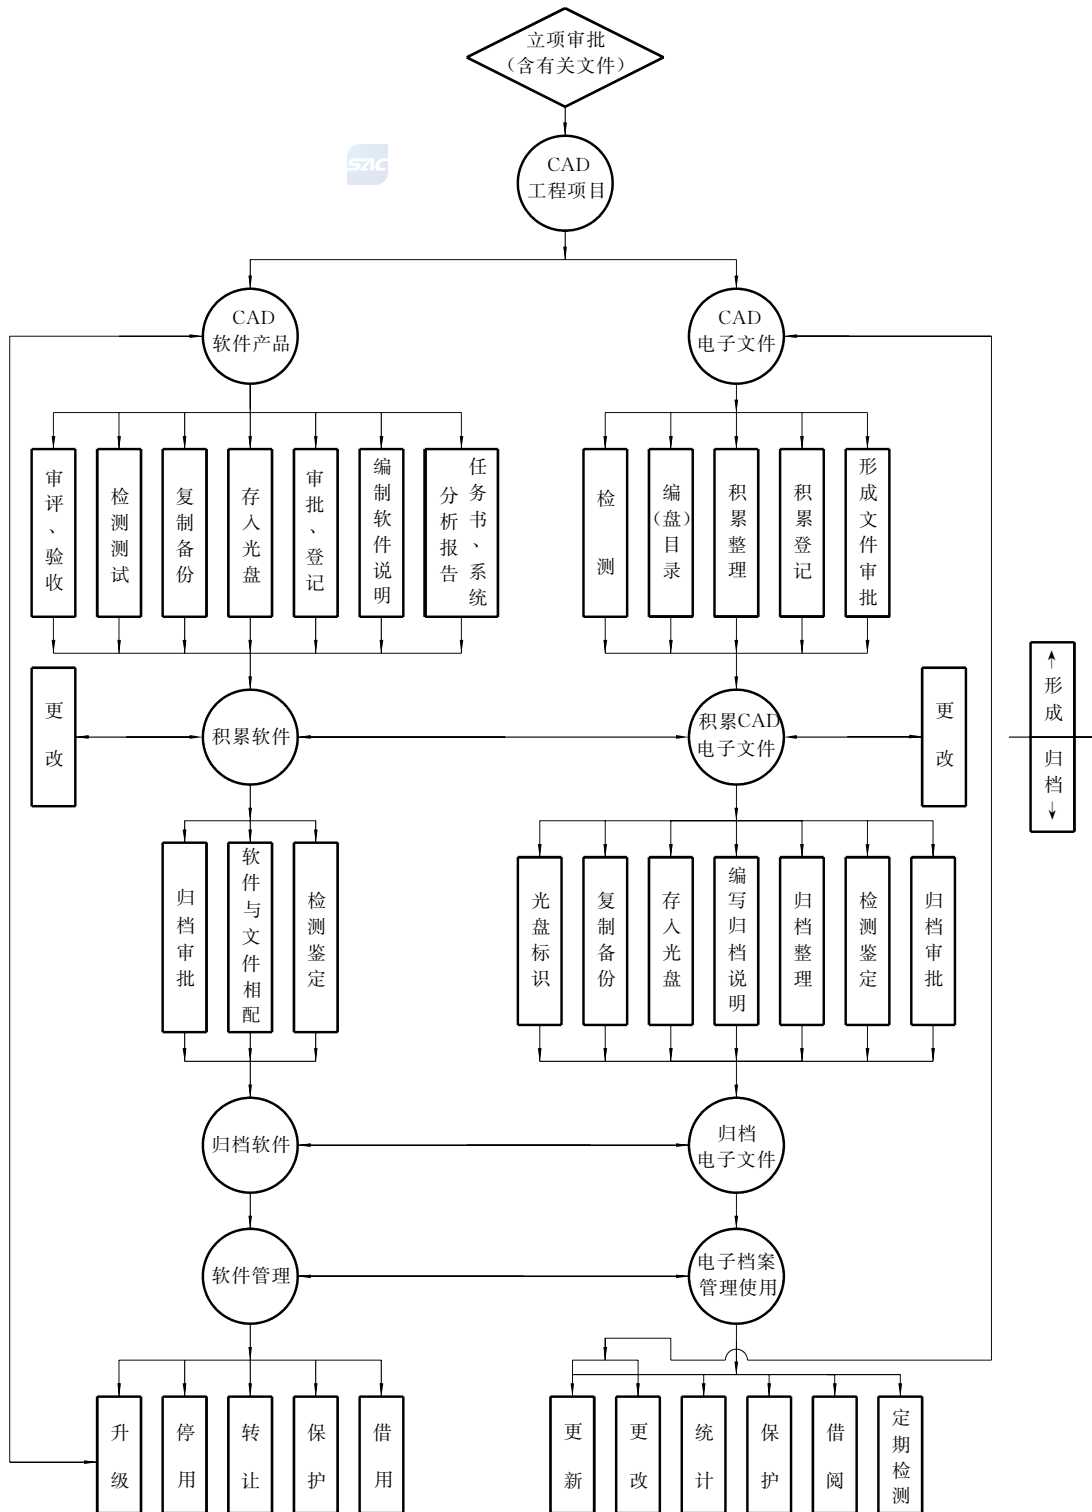 立项审批
（含有关文件）
SAC
CAD
工程项目
CAD
软件产品
CAD
电子文件
审评、验收
检测测试
复制备份
存入光盘
审批、登记
编制软件说明
任务书、系统
分析报告
检测
编（盘）目录
积累整理
积累登记
形成文件审批
更改
积累软件
积累CAD
电子文件
更改
↑形成
归档↓
归档审批
软件与文件相配
检测鉴定
光盘标识
复制备份
存入光盘
编写归档说明
归档整理
检测鉴定
归档审批
归档软件
归档
电子文件
软件管理
电子档案
管理使用
升级
停用
转让
保护
借用
更新
更改
统计
保护
借阅
定期检测